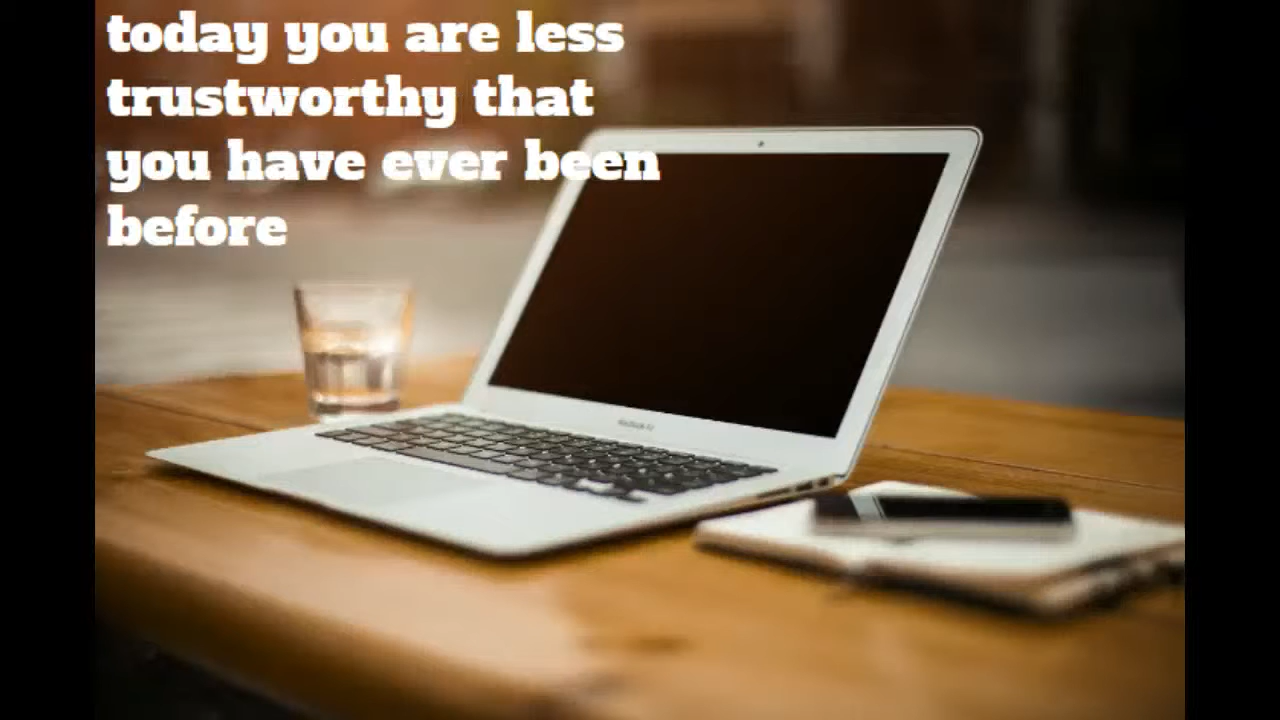 today you are less
trustworthy that
you have ever been
before